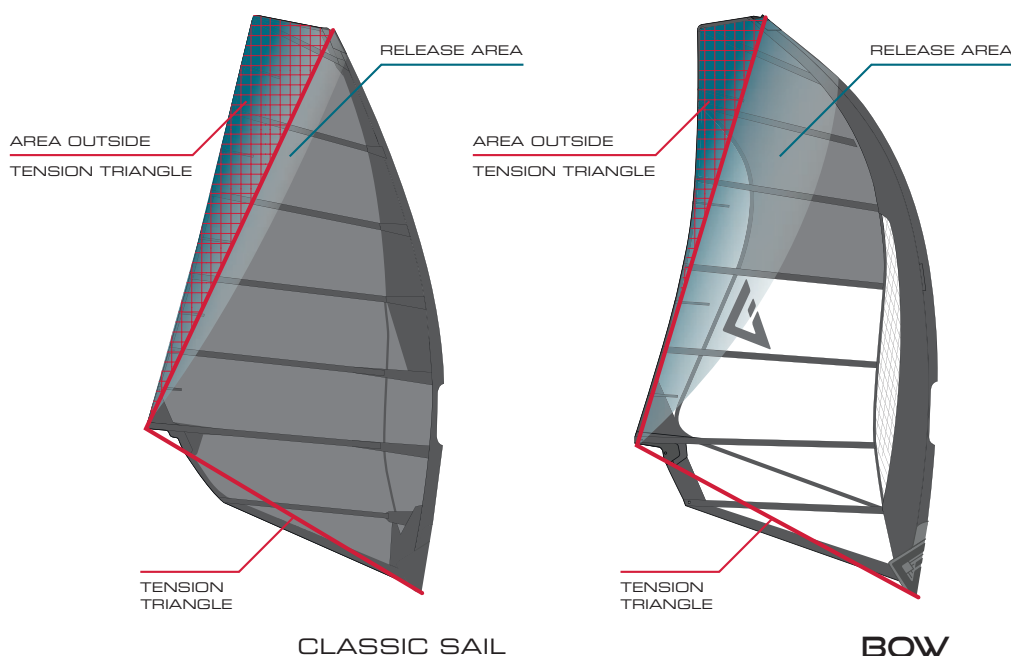 RELEASE AREA
AREA OUTSIDE
TENSION TRIANGLE
TENSION
TRIANGLE
CLASSIC SAIL
RELEASE AREA
AREA OUTSIDE
TENSION TRIANGLE
TENSION
TRIANGLE
BOW